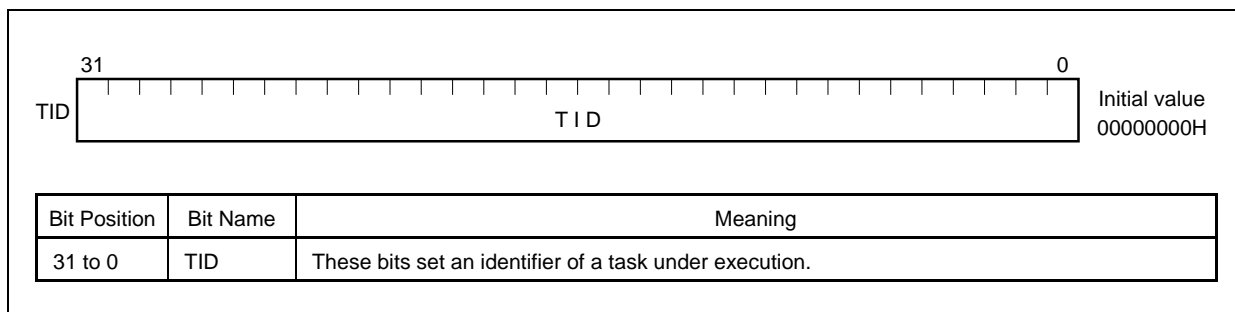 31 0
TID T I D Initial value
00000000H
Bit Position Bit Name Meaning
31 to 0 TID These bits set an identifier of a task under execution.